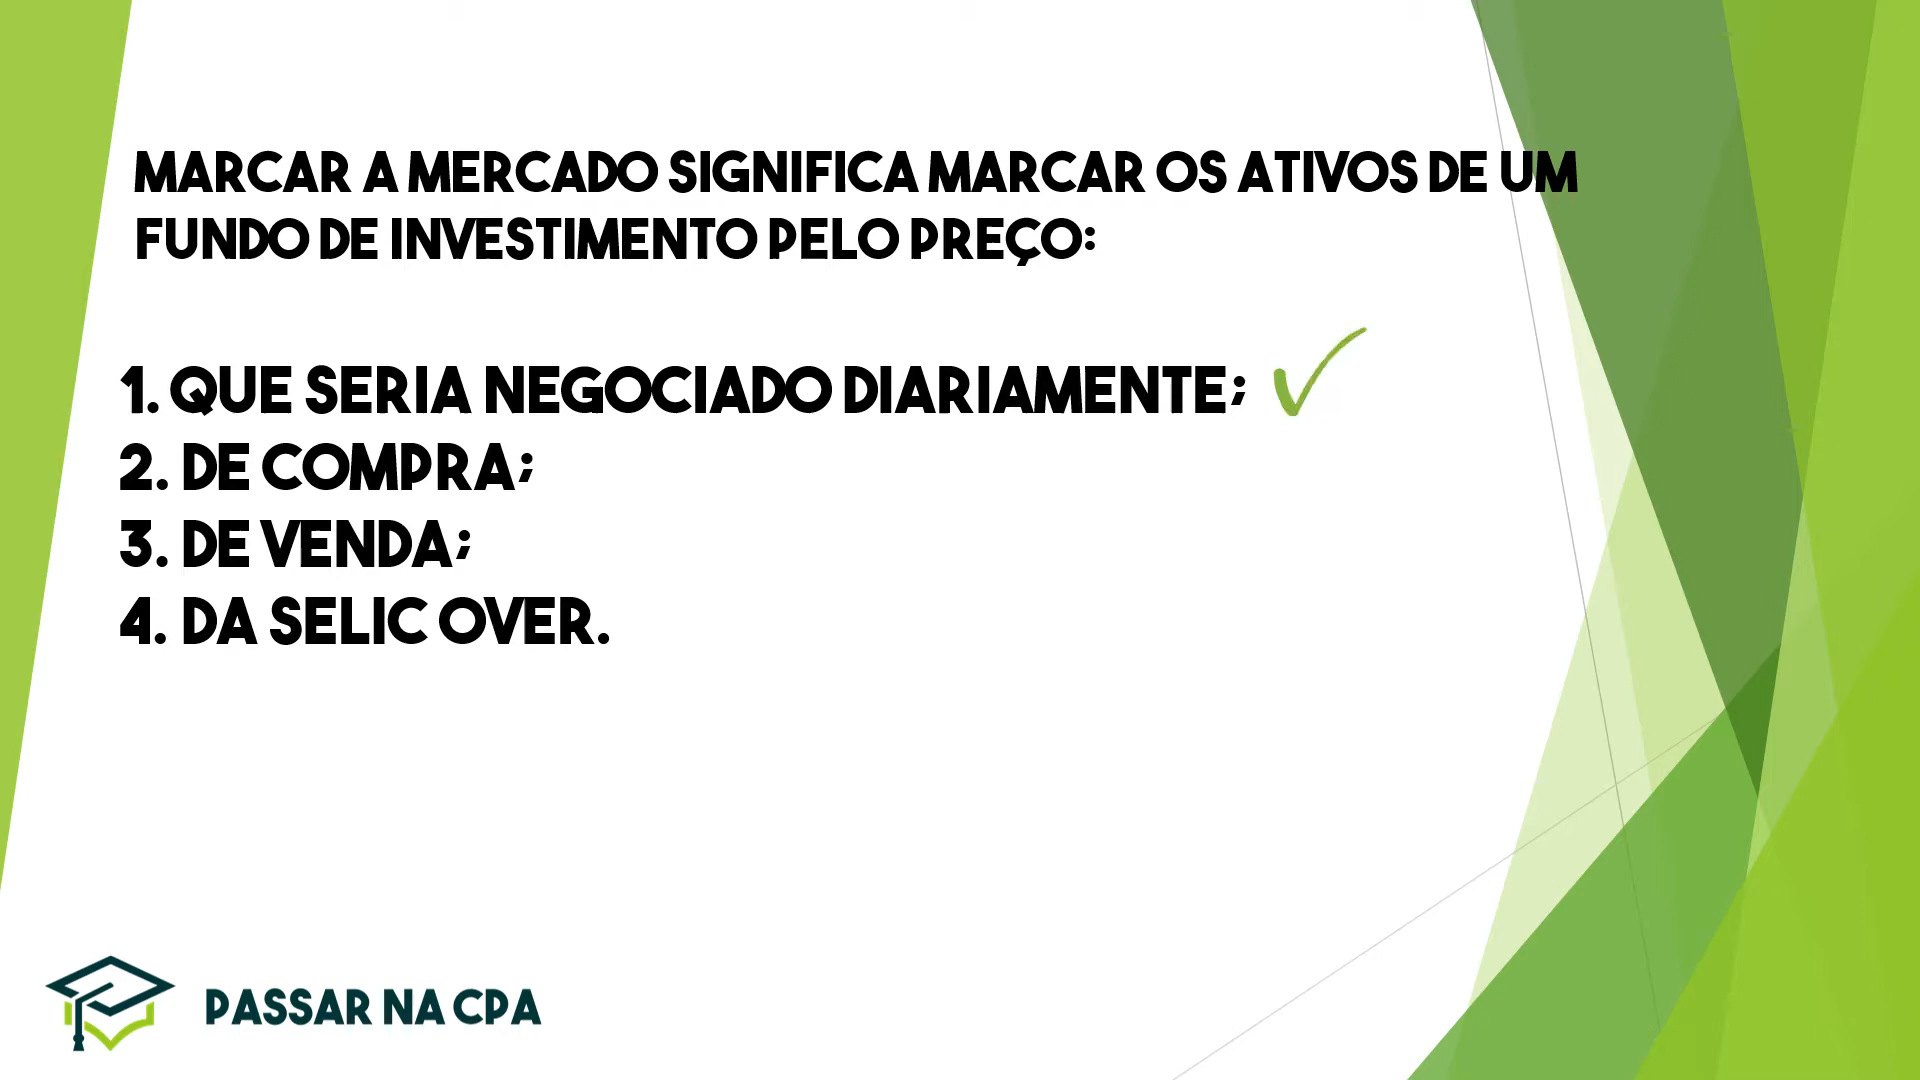 MARCAR A MERCADO SIGNIFICA MARCAR OS ATIVOS DE UM
FUNDO DE INVESTIMENTO PELO PREÇO:
1. QUE SERIA NEGOCIADO DIARIAMENTE;
2. DE COMPRA;
3. DE VENDA;
4. DA SELIC OVER.
PASSAR NA CPA